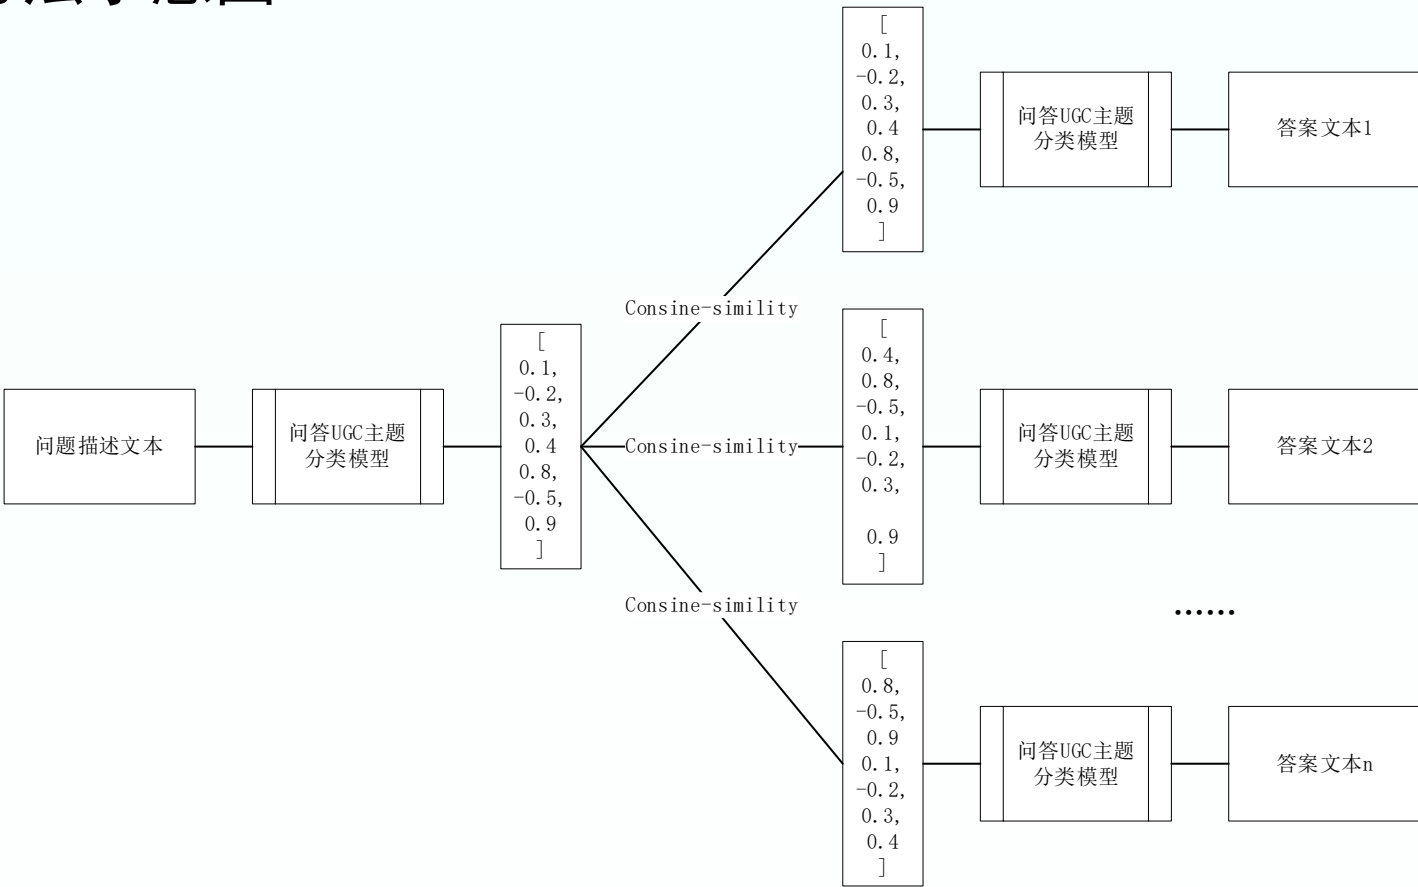 问题描述文本
问答UGC主题
分类模型
[
0.1,
-0.2,
0.3,
0.4
0.8,
-0.5,
0.9
]
Consine-simility
Consine-simility
Consine-simility
[
0.1,
-0.2,
0.3,
0.4
0.8,
-0.5,
0.9
]
问答UGC主题
分类模型
答案文本1
[
0.4,
0.8,
-0.5,
0.1,
-0.2,
0.3,
0.9
]
问答UGC主题
分类模型
答案文本2
......
[
0.8,
-0.5,
0.9
0.1,
-0.2,
0.3,
0.4
]
问答UGC主题
分类模型
答案文本n